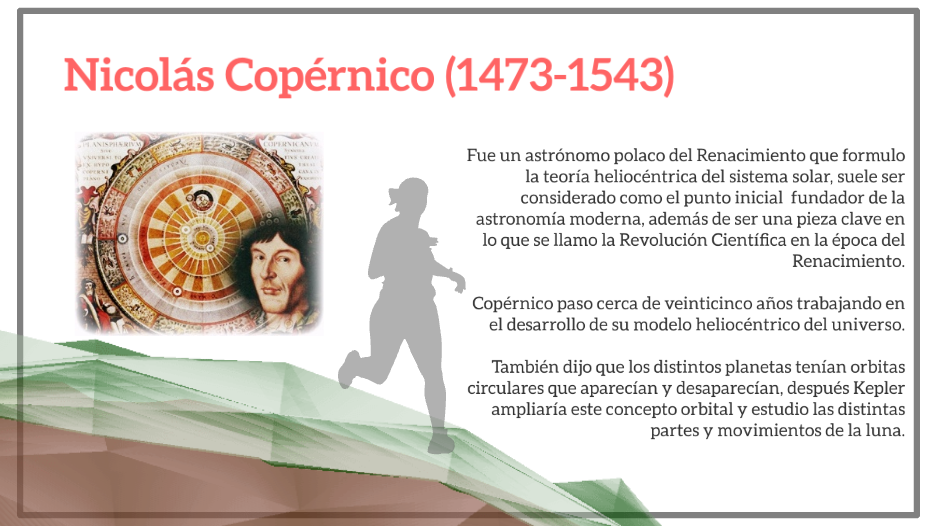 Nicolás Copérnico (1473-1543)
PLANISPHÆRIVM
COPERNICANVM
Fue un astrónomo polaco del Renacimiento que formulo
la teoría heliocéntrica del sistema solar, suele ser
considerado como el punto inicial fundador de la
astronomía moderna, además de ser una pieza clave en
lo que se llamo la Revolución Científica en la época del
Renacimiento.
Copérnico paso cerca de veinticinco años trabajando en
el desarrollo de su modelo heliocéntrico del universo.
También dijo que los distintos planetas tenían orbitas
circulares que aparecían y desaparecían, después Kepler
ampliaría este concepto orbital y estudio las distintas
partes y movimientos de la luna.